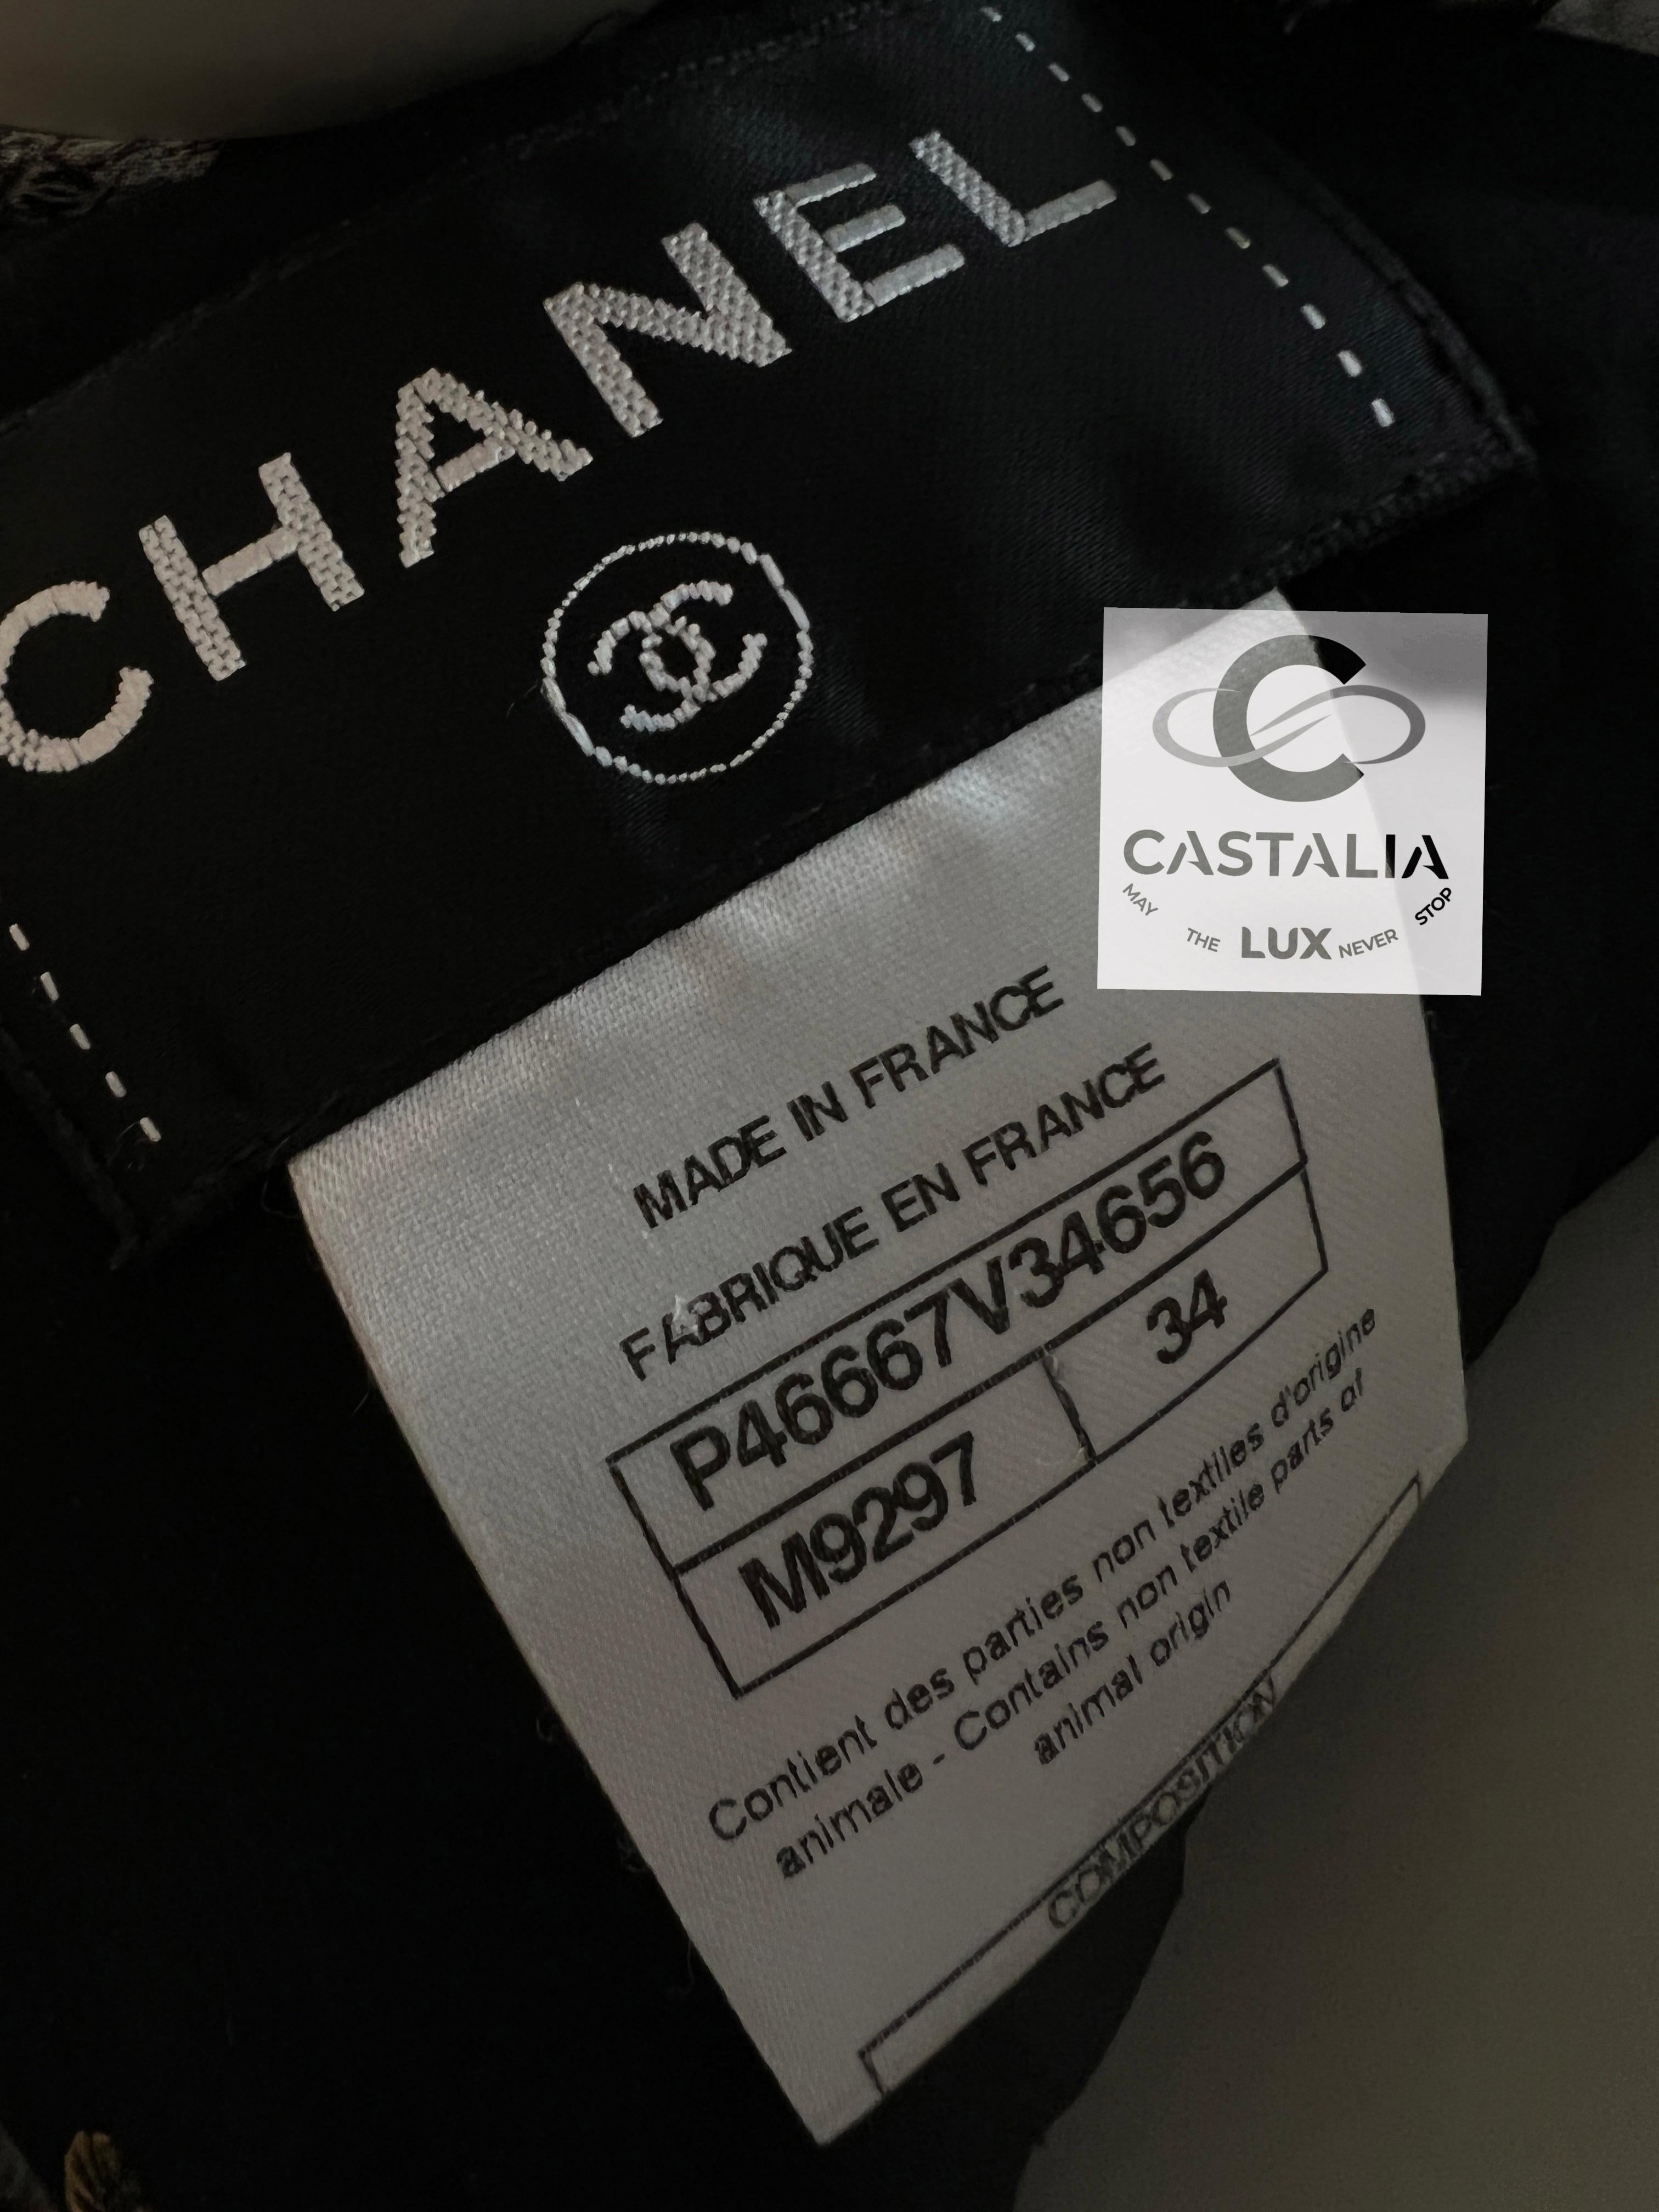 CHANEL
CASTALIA
MAY THE LUX NEVER STOP
MADE IN FRANCE
FABRIQUE EN FRANCE
P46667V34656
M9297 34
Contient des parties non textiles d'origine
animale - Contains non textile parts of
animal origin
COMPOSITION